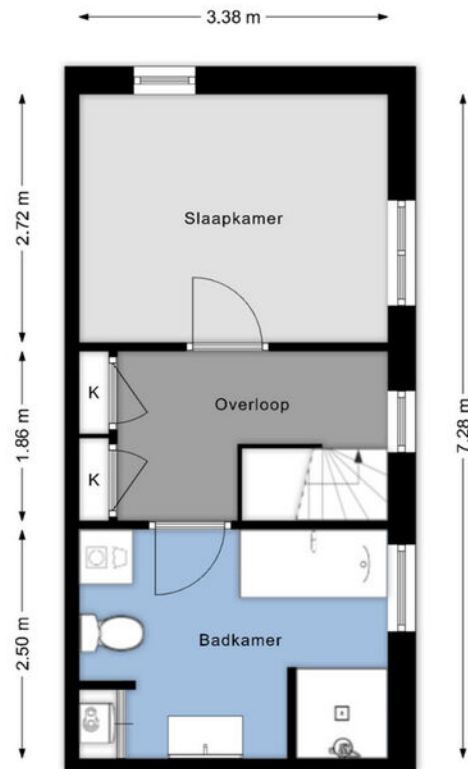 3.38 m
2.72 m
Slaapkamer
7.28 m
1.86 m
K
Overloop
K
2.50 m
Badkamer